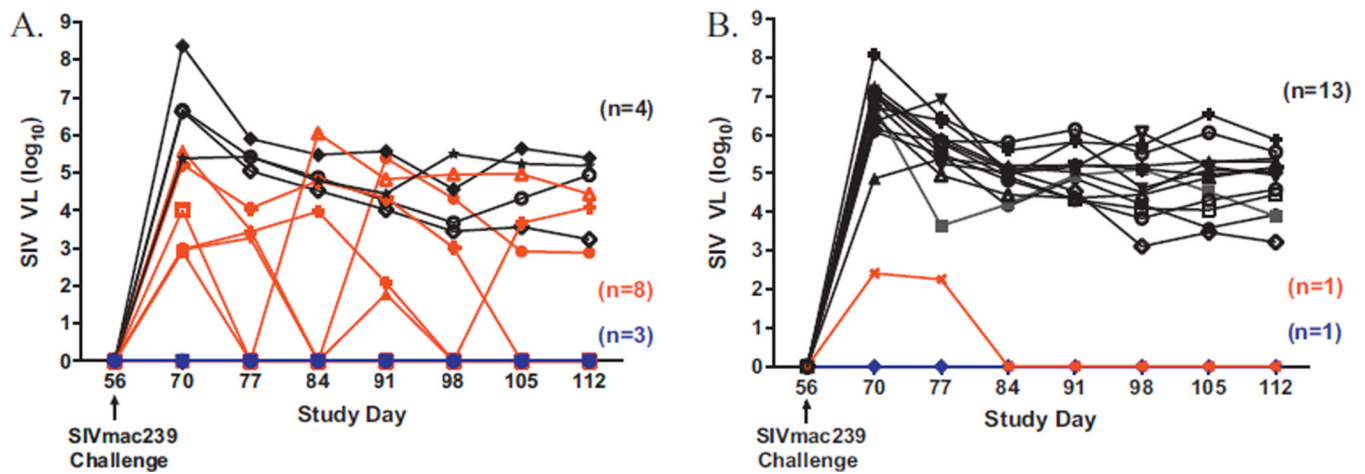 A.
SIV VL (log10)
9
8
7
6
5
4
3
2
1
0
(n=4)
(n=8)
(n=3)
56 70 77 84 91 98 105 112
Study Day
SIVmac239
Challenge
B.
SIV VL (log10)
9
8
7
6
5
4
3
2
1
0
(n=13)
(n=1)
(n=1)
56 70 77 84 91 98 105 112
Study Day
SIVmac239
Challenge